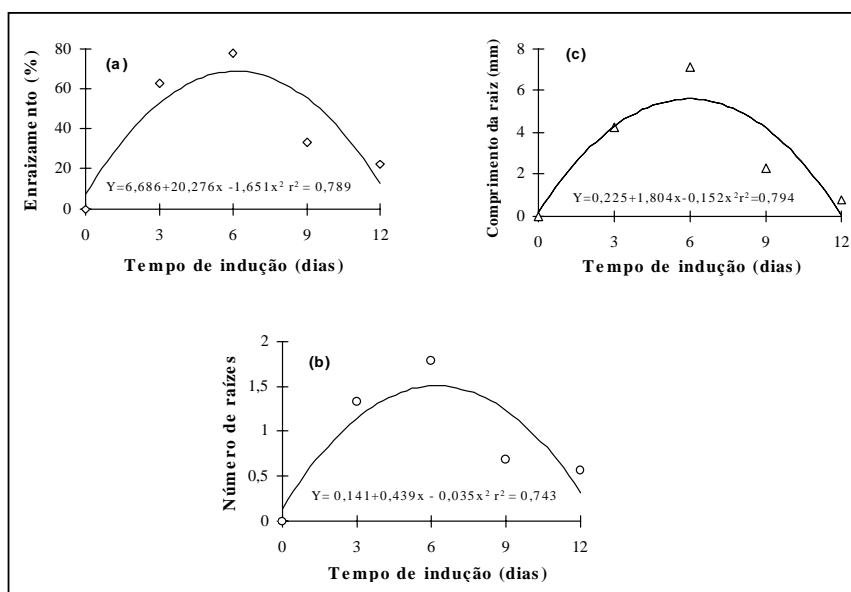 (a)
Enraizamento (%)
80
60
40
20
0
Y=6,686+20,276x -1,651x² r² = 0,789
0 3 6 9 12
Tempo de indução (dias)
(c)
Comprimento da raiz (mm)
8
6
4
2
0
Y=0,225+1,804x-0,152x²r²=0,794
0 3 6 9 12
Tempo de indução (dias)
(b)
Número de raízes
2
1,5
1
0,5
0
Y= 0,141+0,439x - 0,035x² r² = 0,743
0 3 6 9 12
Tempo de indução (dias)